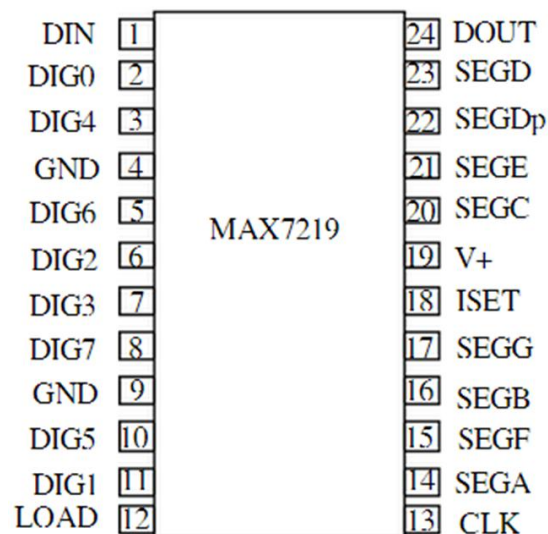 DIN 1 24 DOUT
DIG0 2 23 SEGD
DIG4 3 22 SEGDp
GND 4 21 SEGE
DIG6 5 20 SEGC
MAX7219
DIG2 6 19 V+
DIG3 7 18 ISET
DIG7 8 17 SEGG
GND 9 16 SEGB
DIG5 10 15 SEGF
DIG1 11 14 SEGA
LOAD 12 13 CLK